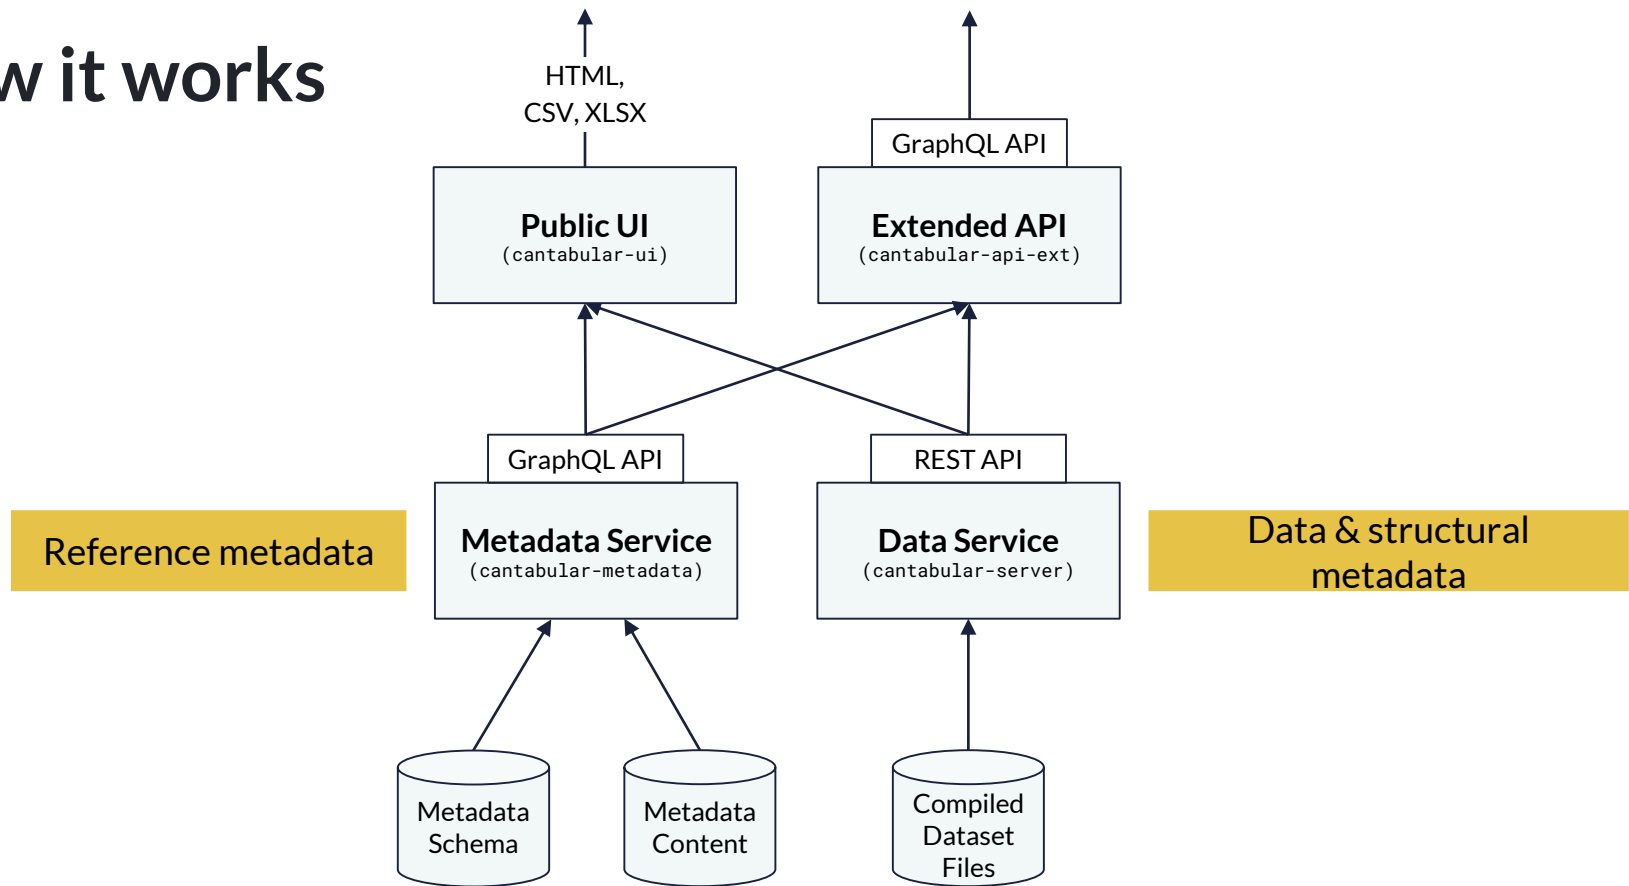 w it works
HTML,
CSV, XLSX
GraphQL API
Public UI
(cantabular-ui)
Extended API
(cantabular-api-ext)
GraphQL API
REST API
Reference metadata
Metadata Service
(cantabular-metadata)
Data Service
(cantabular-server)
Data & structural
metadata
Metadata
Schema
Metadata
Content
Compiled
Dataset
Files